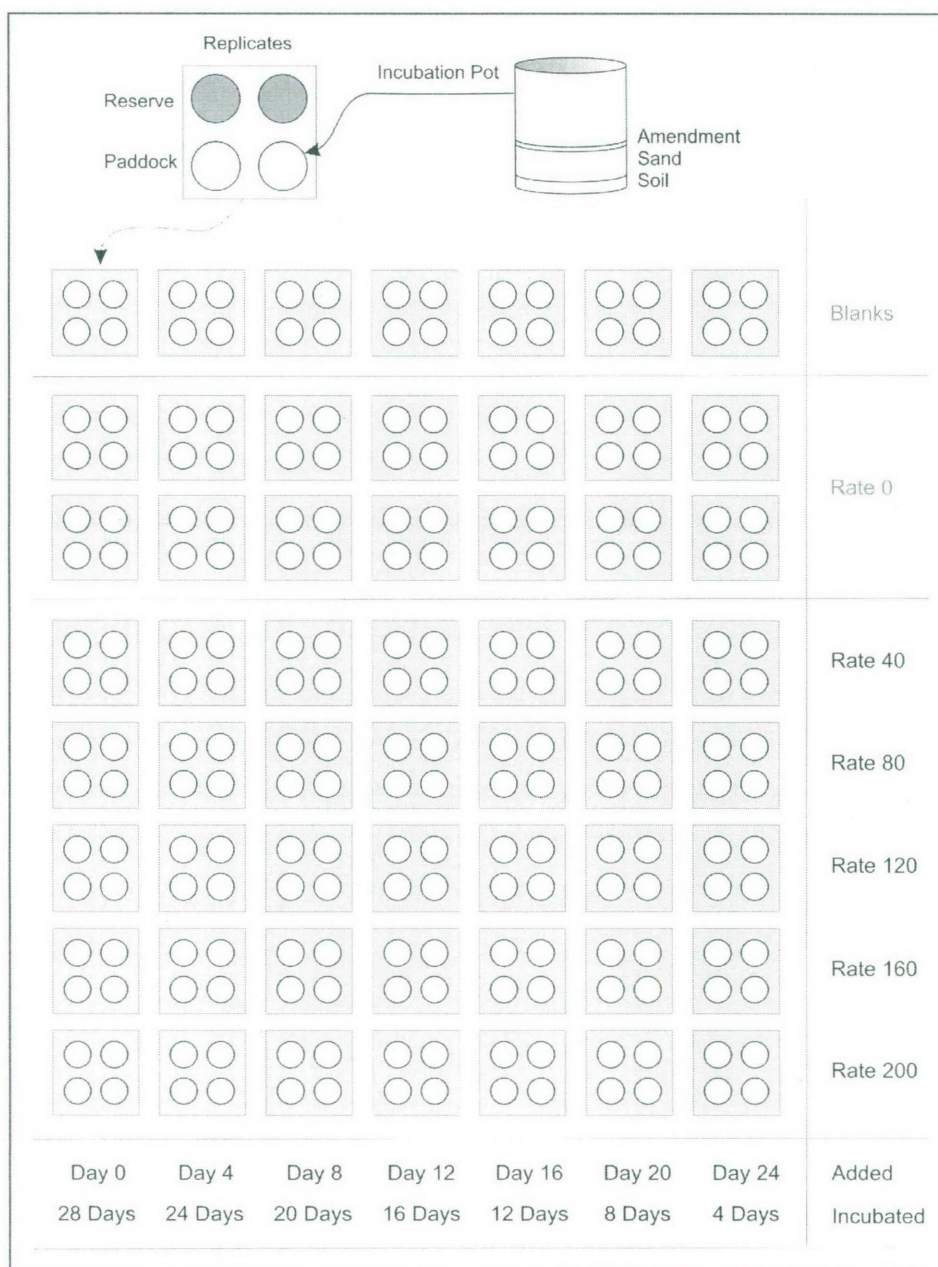 Replicates
Reserve
Paddock
Incubation Pot
Amendment
Sand
Soil
Blanks
Rate 0
Rate 40
Rate 80
Rate 120
Rate 160
Rate 200
Day 0 Day 4 Day 8 Day 12 Day 16 Day 20 Day 24 Added
28 Days 24 Days 20 Days 16 Days 12 Days 8 Days 4 Days Incubated